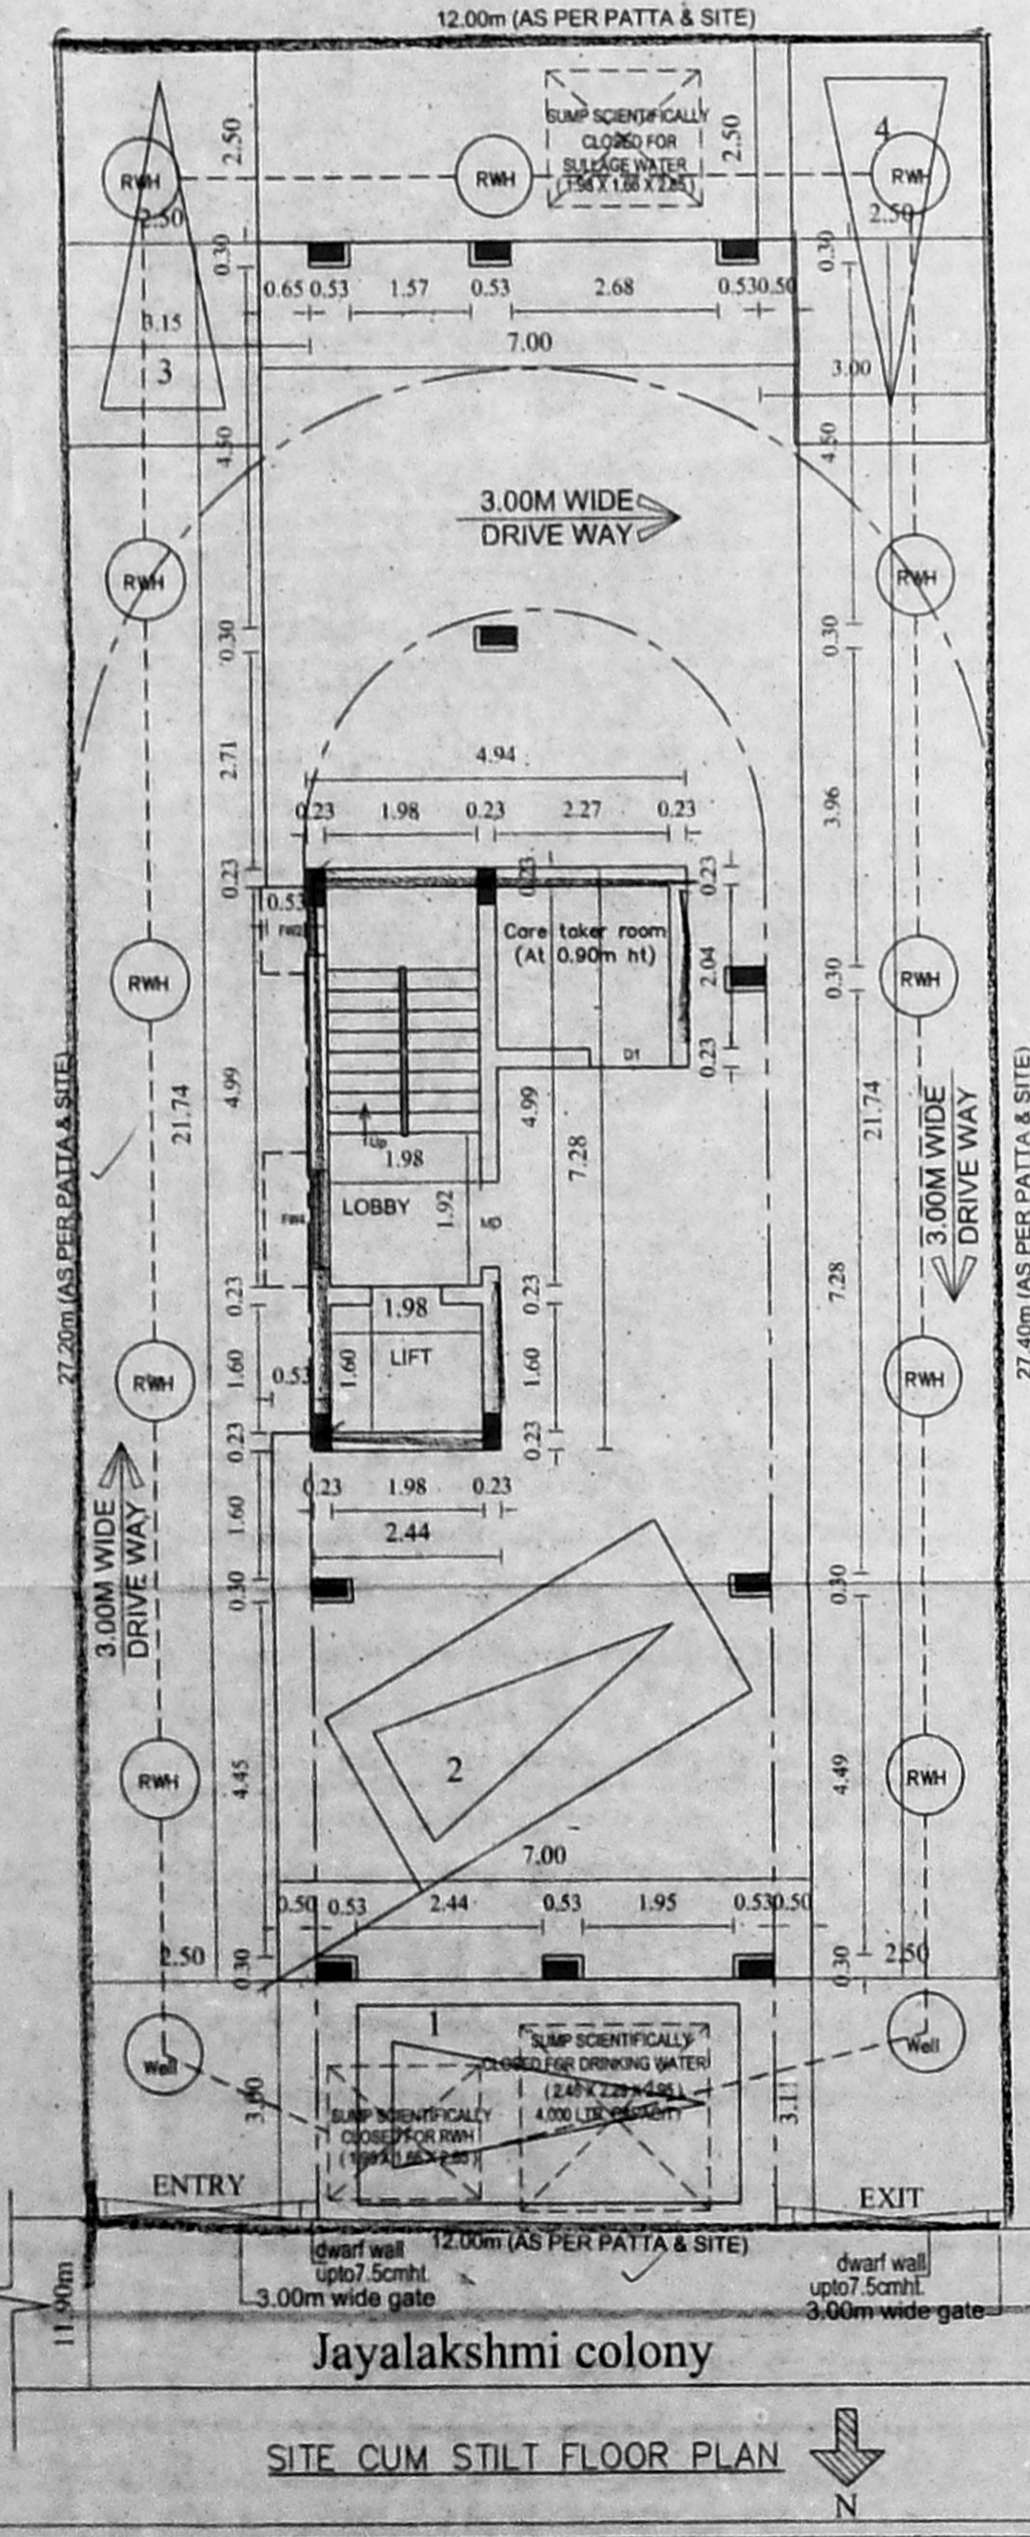 12.00m (AS PER PATTA & SITE)
SUMP SCIENTIFICALLY
CLOSED FOR
SULLAGE WATER
2.50
2.50
4
RWH
RWH
RWH
2.50
2.50
0.30
0.30
0.65 0.53 1.57 0.53 2.68 0.53 0.50
3.15
7.00
3
3.00
4.50
4.50
3.00M WIDE
DRIVE WAY
RWH
RWH
0.30
0.30
2.71
4.94
3.96
0.23 1.98 0.23 2.27 0.23
0.23
0.23
0.23
0.53
Care taker room
(At 0.90m ht)
2.04
0.30
RWH
RWH
0.23
D1
27.20m (AS PER PATTA & SITE)
21.74
4.99
Up
1.98
4.99
7.28
21.74
3.00M WIDE
DRIVE WAY
27.40m (AS PER PATTA & SITE)
LOBBY
1.92
7.28
0.23
1.98
0.23
1.60
0.53
1.60
LIFT
1.60
RWH
RWH
0.23
0.23
3.00M WIDE
DRIVE WAY
1.60
0.23 1.98 0.23
2.44
0.30
0.30
2
RWH
RWH
4.45
4.49
7.00
0.50 0.53 2.44 0.53 1.95 0.53 0.50
2.50
0.30
0.30
2.50
1
Well
Well
SUMP SCIENTIFICALLY
CLOSED FOR DRINKING WATER
4,000 LTR. CAPACITY
3.00
3.11
SUMP SCIENTIFICALLY
CLOSED FOR RWH
ENTRY
EXIT
12.00m (AS PER PATTA & SITE)
dwarf wall
upto7.5cmht.
3.00m wide gate
dwarf wall
upto7.5cmht.
3.00m wide gate
11.90m
Jayalakshmi colony
SITE CUM STILT FLOOR PLAN
N